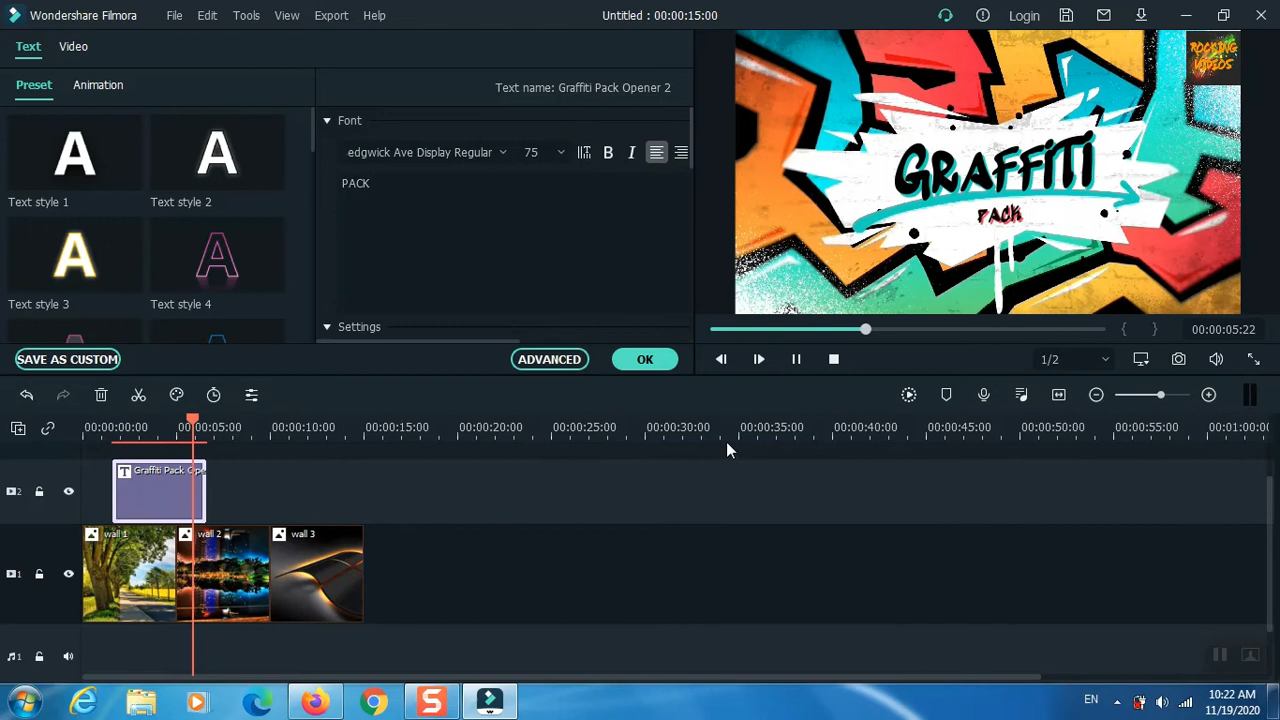 Wondershare Filmora
File Edit Tools View Export Help
Untitled : 00:00:15:00
Login
Text Video
Preset Animation
Text name: Graffiti Pack Opener 2
A
Text style 1
A
Text style 2
A
Text style 3
A
Text style 4
Font
edgwick Ave Display Regular 75 B I
PACK
Settings
SAVE AS CUSTOM
ADVANCED
OK
ROCKING
VIDEOS
GRAFFITI
PACK
00:00:05:22
1/2
00:00:00:00 00:00:05:00 00:00:10:00 00:00:15:00 00:00:20:00 00:00:25:00 00:00:30:00 00:00:35:00 00:00:40:00 00:00:45:00 00:00:50:00 00:00:55:00 00:01:00:00
2
T Graffiti Pack Ope
1
wall 1 wall 2 wall 3
1
EN
10:22 AM
11/19/2020